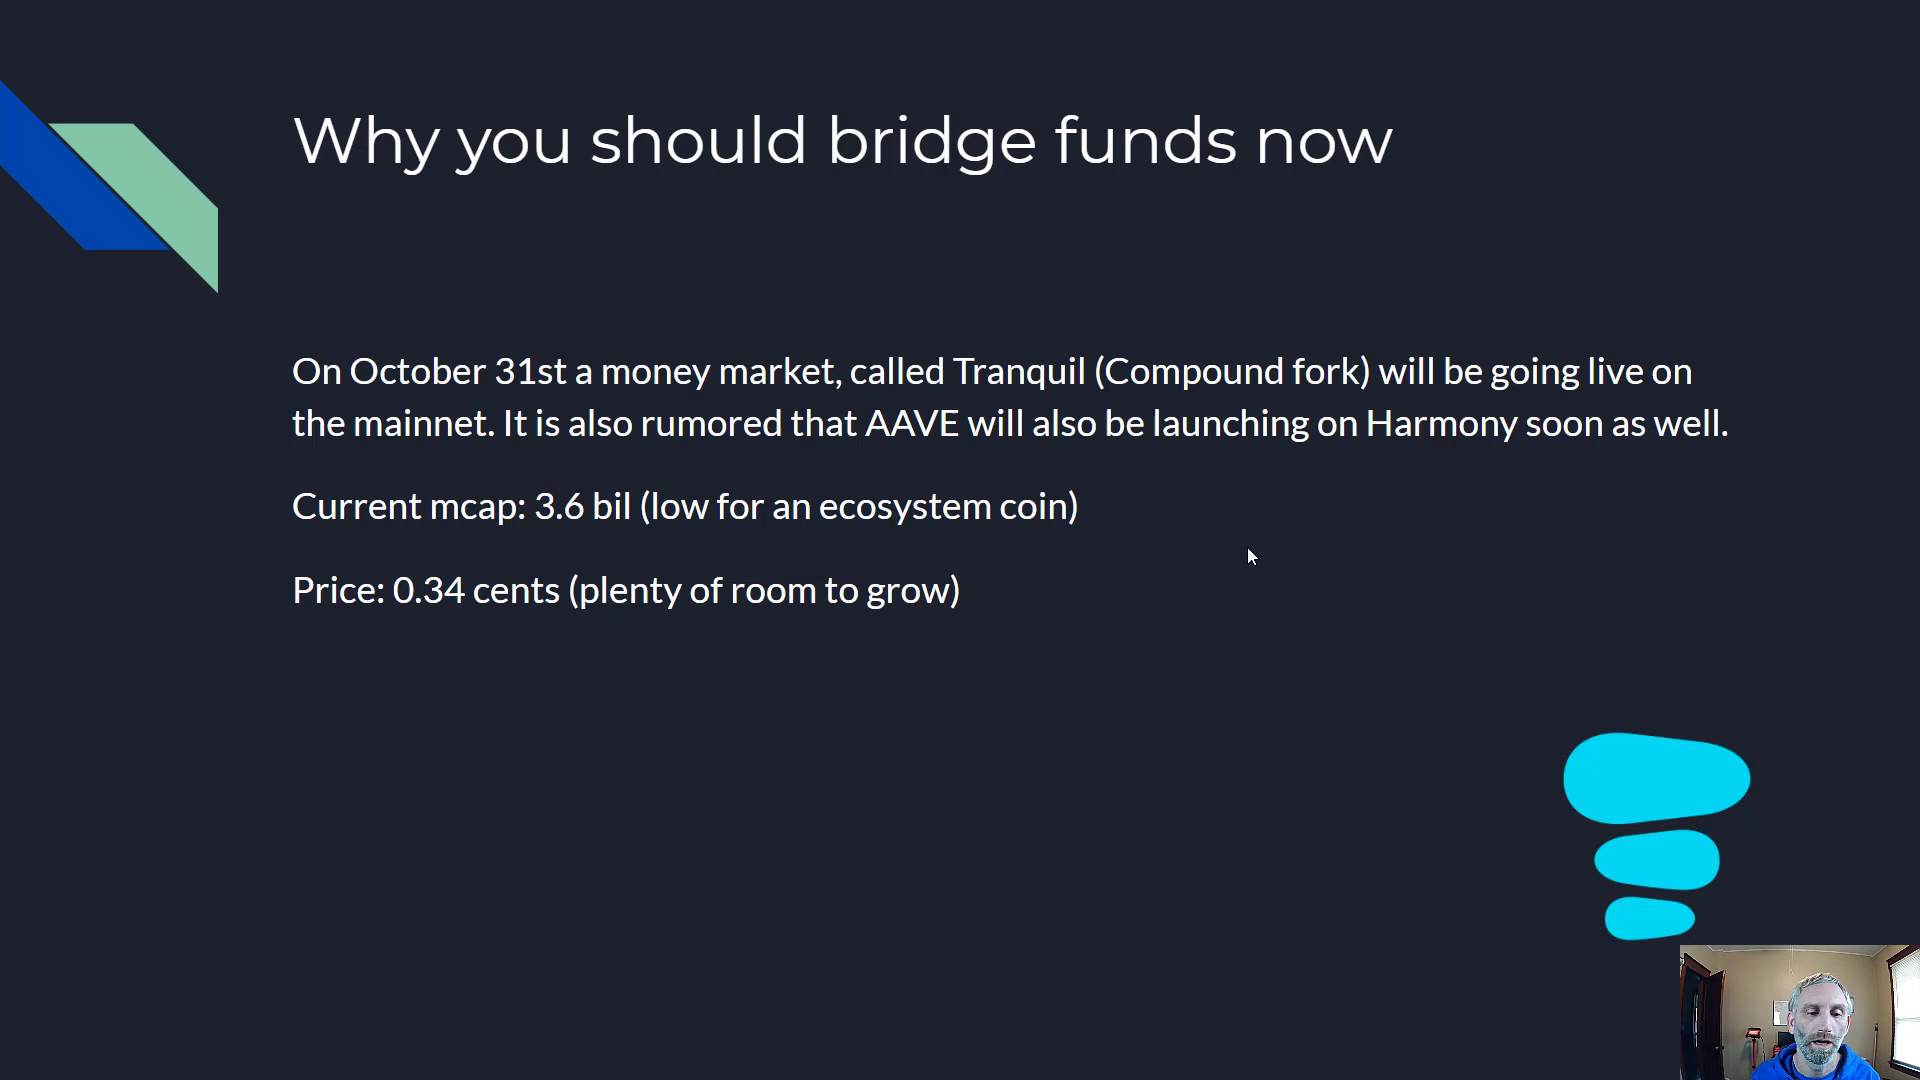 Why you should bridge funds now
On October 31st a money market, called Tranquil (Compound fork) will be going live on
the mainnet. It is also rumored that AAVE will also be launching on Harmony soon as well.
Current mcap: 3.6 bil (low for an ecosystem coin)
Price: 0.34 cents (plenty of room to grow)